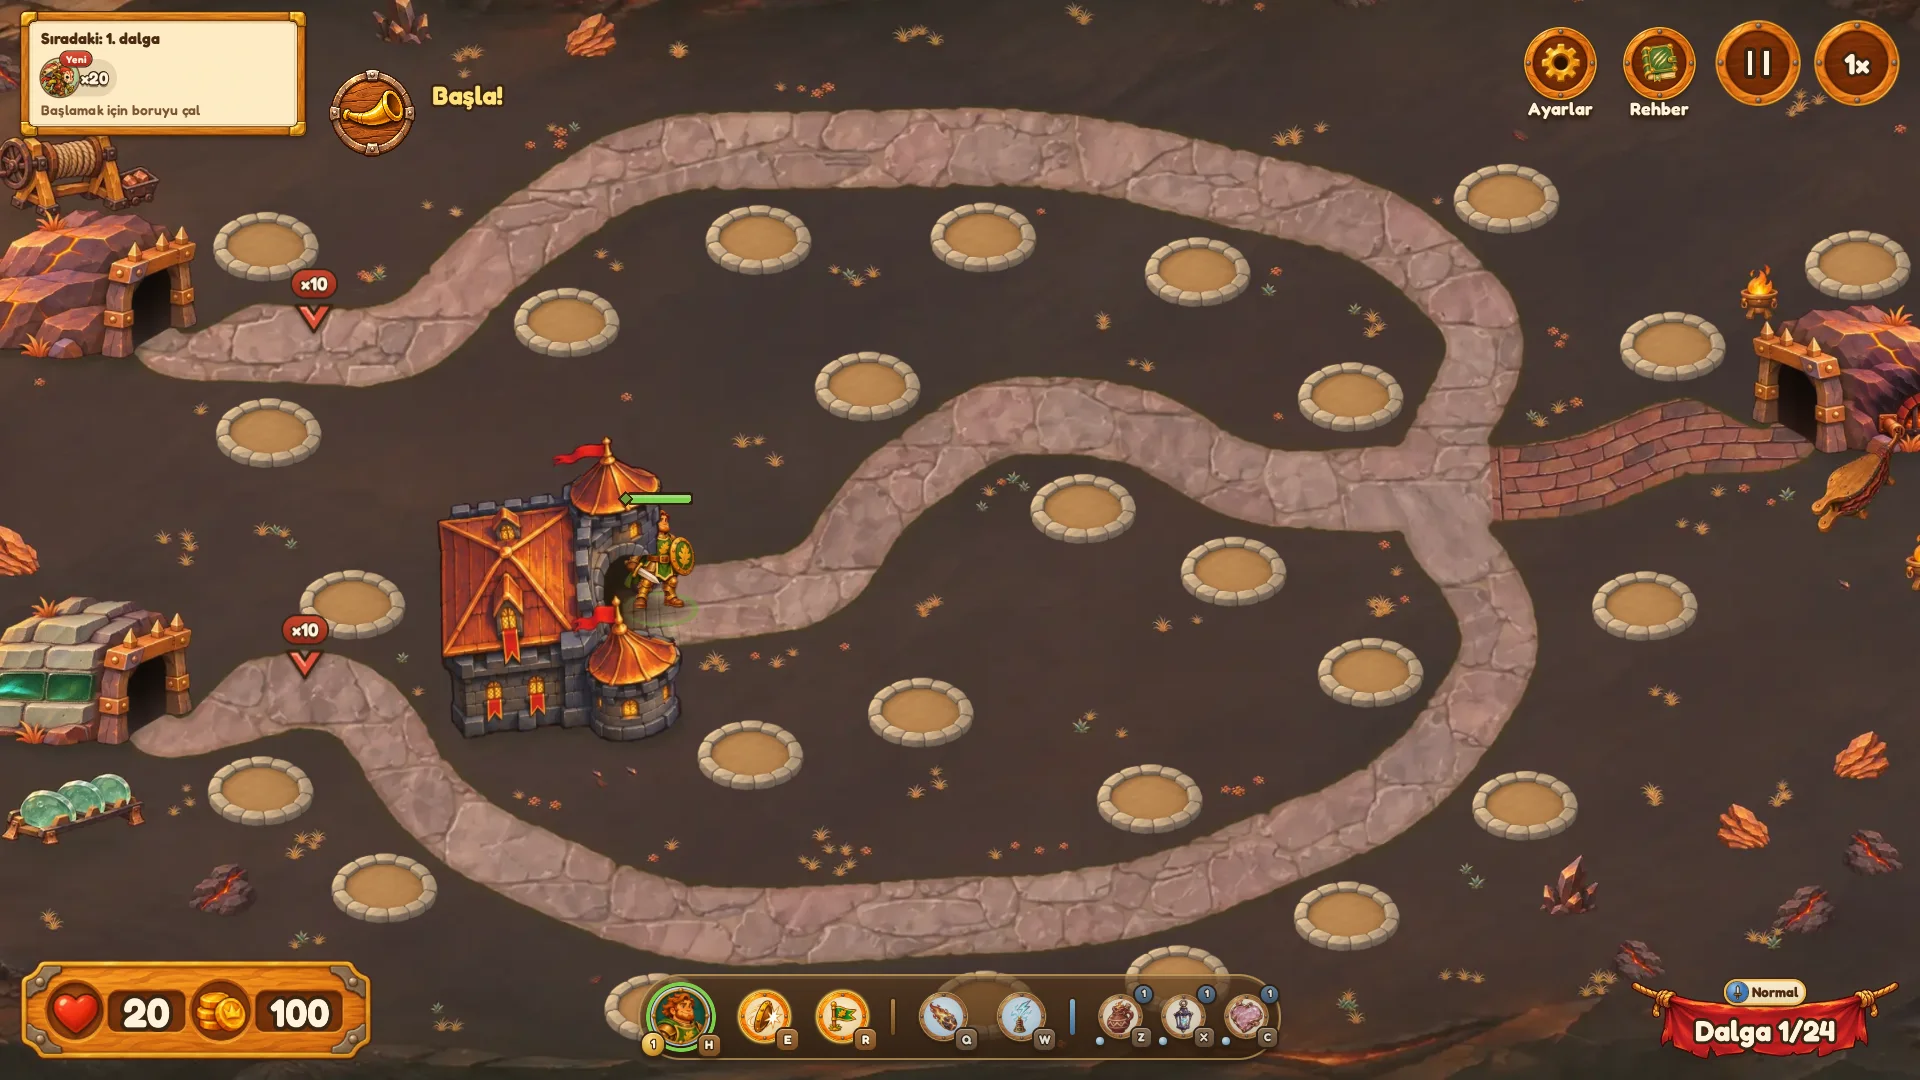 Sıradaki: 1. dalga
Yeni
x20
Başlamak için boruyu çal
Başla!
Ayarlar
Rehber
1x
x10
x10
20
100
1
H
E
R
Q
W
1
Z
1
X
1
C
Normal
Dalga 1/24